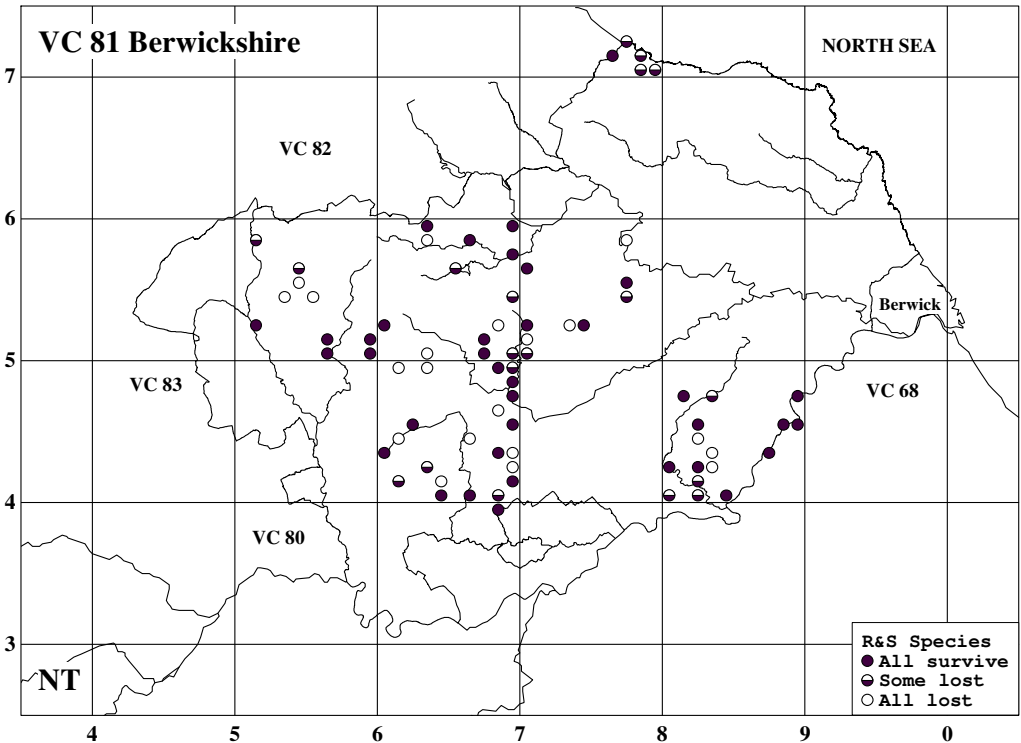 VC 81 Berwickshire
NORTH SEA
7
VC 82
6
Berwick
5
VC 83
VC 68
4
VC 80
3
R&S Species
All survive
Some lost
All lost
NT
4 5 6 7 8 9 0